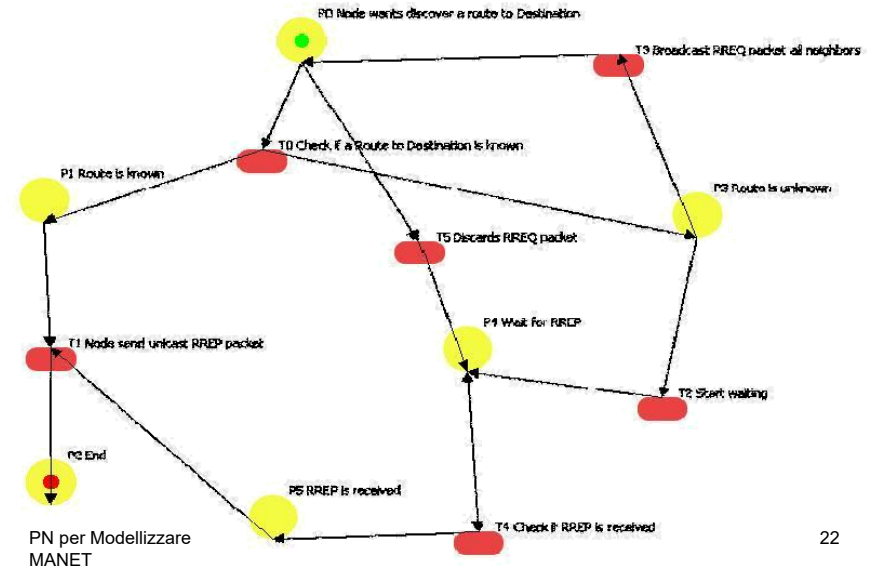 P0 Node wants discover a route to Destination
T3 Broadcast RREQ packet all neighbors
T0 Check if a Route to Destination is known
P1 Route is known
P3 Route is unknown
T5 Discards RREQ packet
P4 Wait for RREP
T1 Node send unicast RREP packet
T2 Start waiting
P2 End
P5 RREP is received
T4 Check if RREP is received
PN per Modellizzare
MANET
22